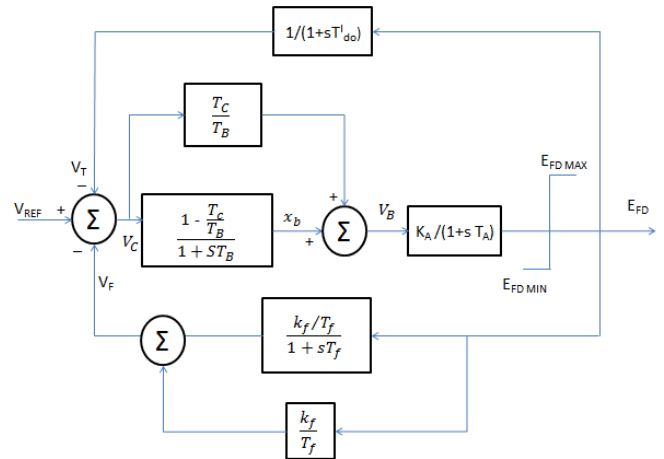 1/(1+sT'do)
T_C
T_B
V_T
−
E_FD MAX
V_REF
+
Σ
−
V_C
1 - T_c/T_B
1 + ST_B
x_b
+
+
Σ
V_B
K_A/(1+s T_A)
E_FD
V_F
E_FD MIN
Σ
k_f/T_f
1 + sT_f
k_f
T_f